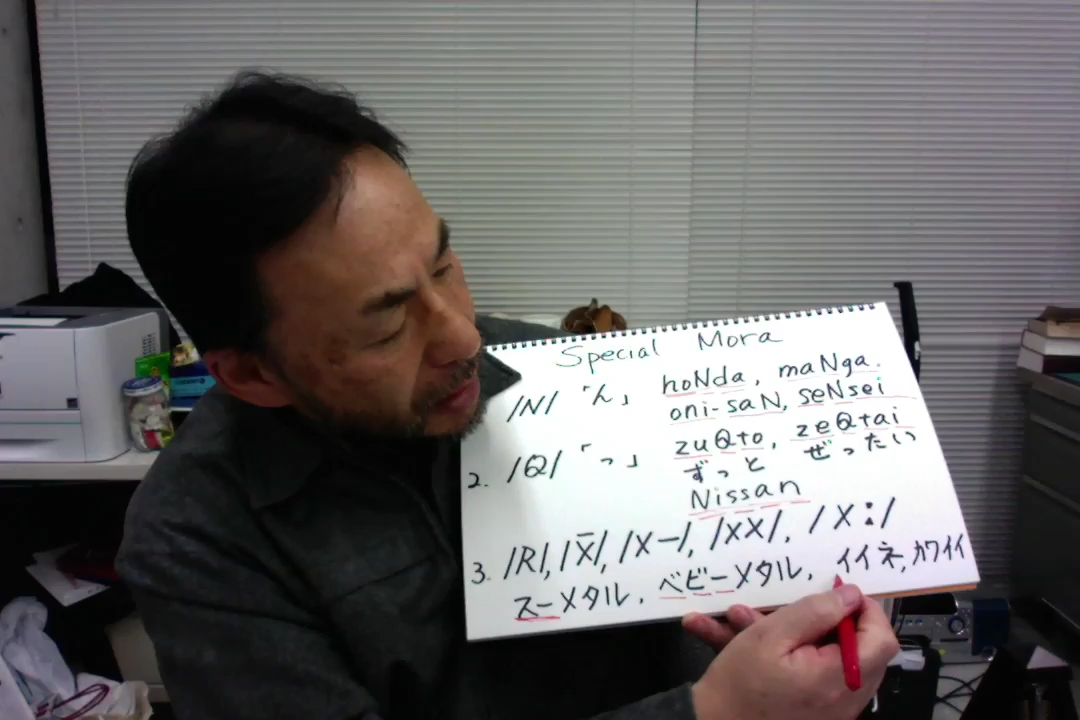 Special Mora
/N/ 「ん」 hoNda, maNga.
oni-saN, seNsei
2. /Q/ 「っ」 zuQto, zeQtai
ずっと ぜったい
Nissan
3. /R/, /X̄/, /X-/, /XX/, /X:/
スーメタル, ベビーメタル, イイネ, カワイイ